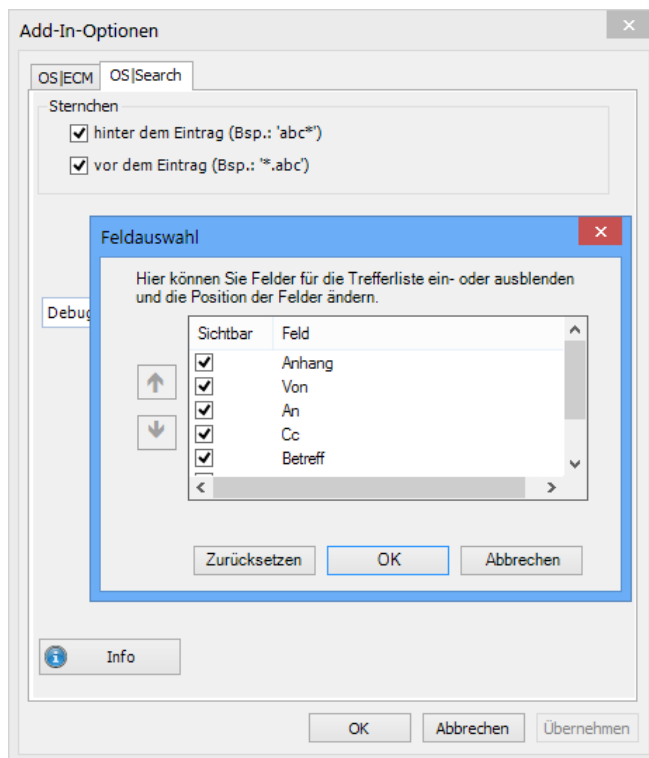 Add-In-Optionen
OS|ECM OS|Search
Sternchen
hinter dem Eintrag (Bsp.: 'abc*')
vor dem Eintrag (Bsp.: '*.abc')
Feldauswahl
Hier können Sie Felder für die Trefferliste ein- oder ausblenden
und die Position der Felder ändern.
Debug
Sichtbar Feld
Anhang
Von
An
Cc
Betreff
Zurücksetzen OK Abbrechen
Info
OK Abbrechen Übernehmen